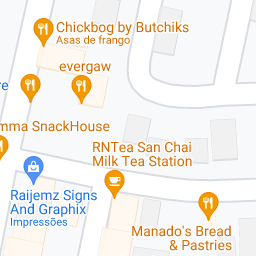 Chickbog by Butchiks
Asas de frango
evergaw
re
mma SnackHouse
RNTea San Chai
Milk Tea Station
Raijemz Signs
And Graphix
Impressões
Manado's Bread
& Pastries